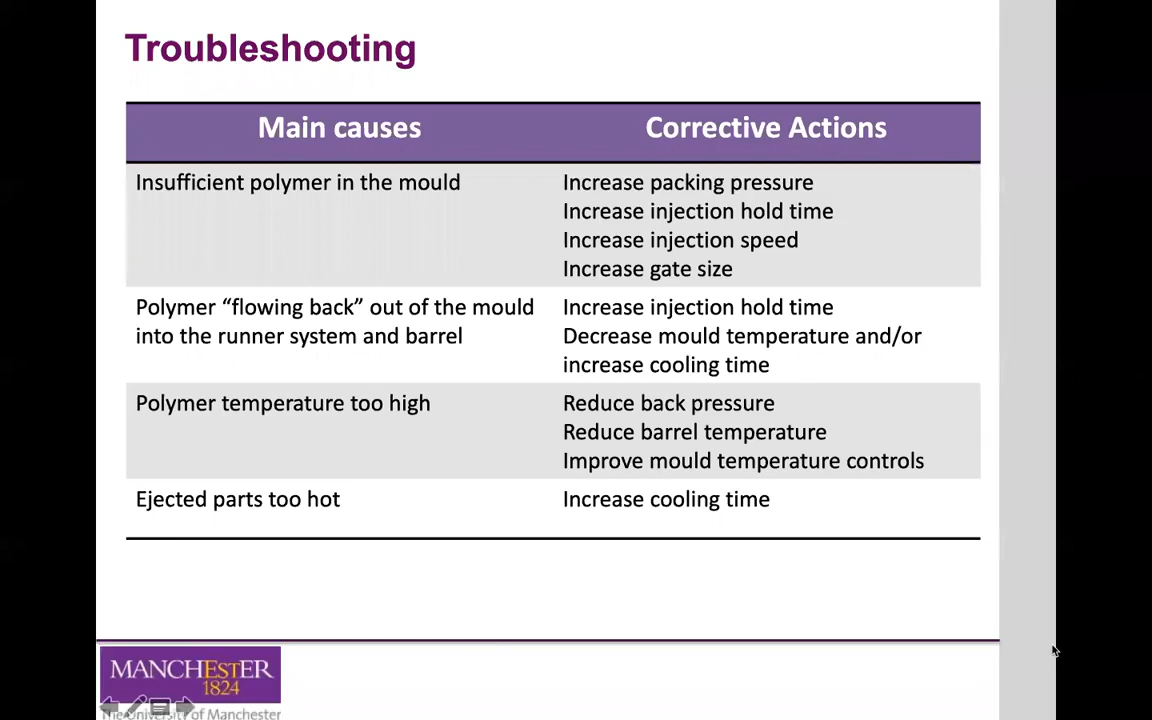 Troubleshooting
Main causes
Corrective Actions
Insufficient polymer in the mould
Increase packing pressure
Increase injection hold time
Increase injection speed
Increase gate size
Polymer “flowing back” out of the mould
into the runner system and barrel
Increase injection hold time
Decrease mould temperature and/or
increase cooling time
Polymer temperature too high
Reduce back pressure
Reduce barrel temperature
Improve mould temperature controls
Ejected parts too hot
Increase cooling time
MANCHESTER
1824
The University of Manchester